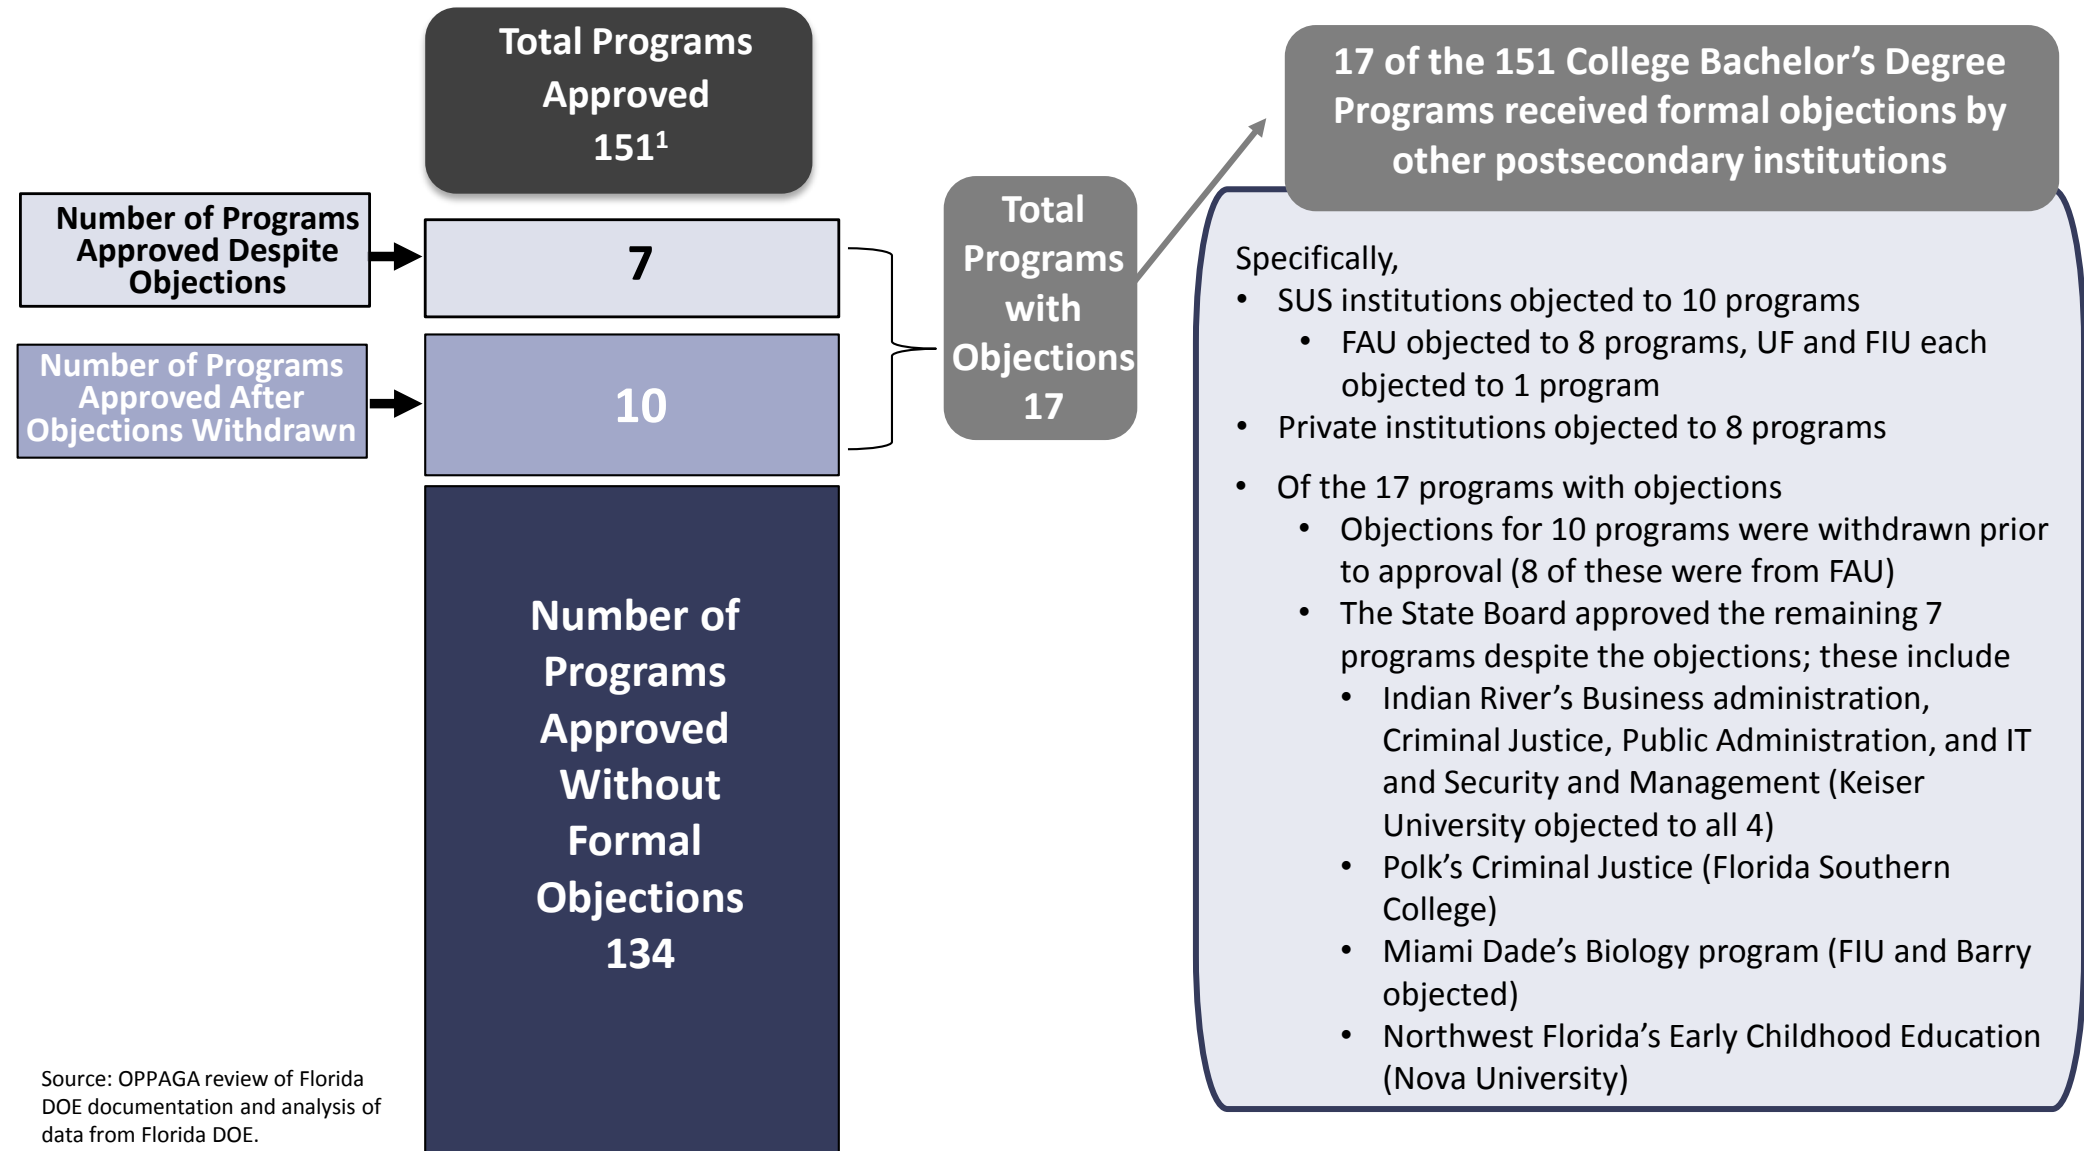 Total Programs
Approved
151¹
Number of Programs
Approved Despite
Objections
7
Number of Programs
Approved After
Objections Withdrawn
10
Number of
Programs
Approved
Without
Formal
Objections
134
Total
Programs
with
Objections
17
17 of the 151 College Bachelor’s Degree
Programs received formal objections by
other postsecondary institutions
Specifically,
• SUS institutions objected to 10 programs
• FAU objected to 8 programs, UF and FIU each
objected to 1 program
• Private institutions objected to 8 programs
• Of the 17 programs with objections
• Objections for 10 programs were withdrawn prior
to approval (8 of these were from FAU)
• The State Board approved the remaining 7
programs despite the objections; these include
• Indian River’s Business administration,
Criminal Justice, Public Administration, and IT
and Security and Management (Keiser
University objected to all 4)
• Polk’s Criminal Justice (Florida Southern
College)
• Miami Dade’s Biology program (FIU and Barry
objected)
• Northwest Florida’s Early Childhood Education
(Nova University)
Source: OPPAGA review of Florida
DOE documentation and analysis of
data from Florida DOE.